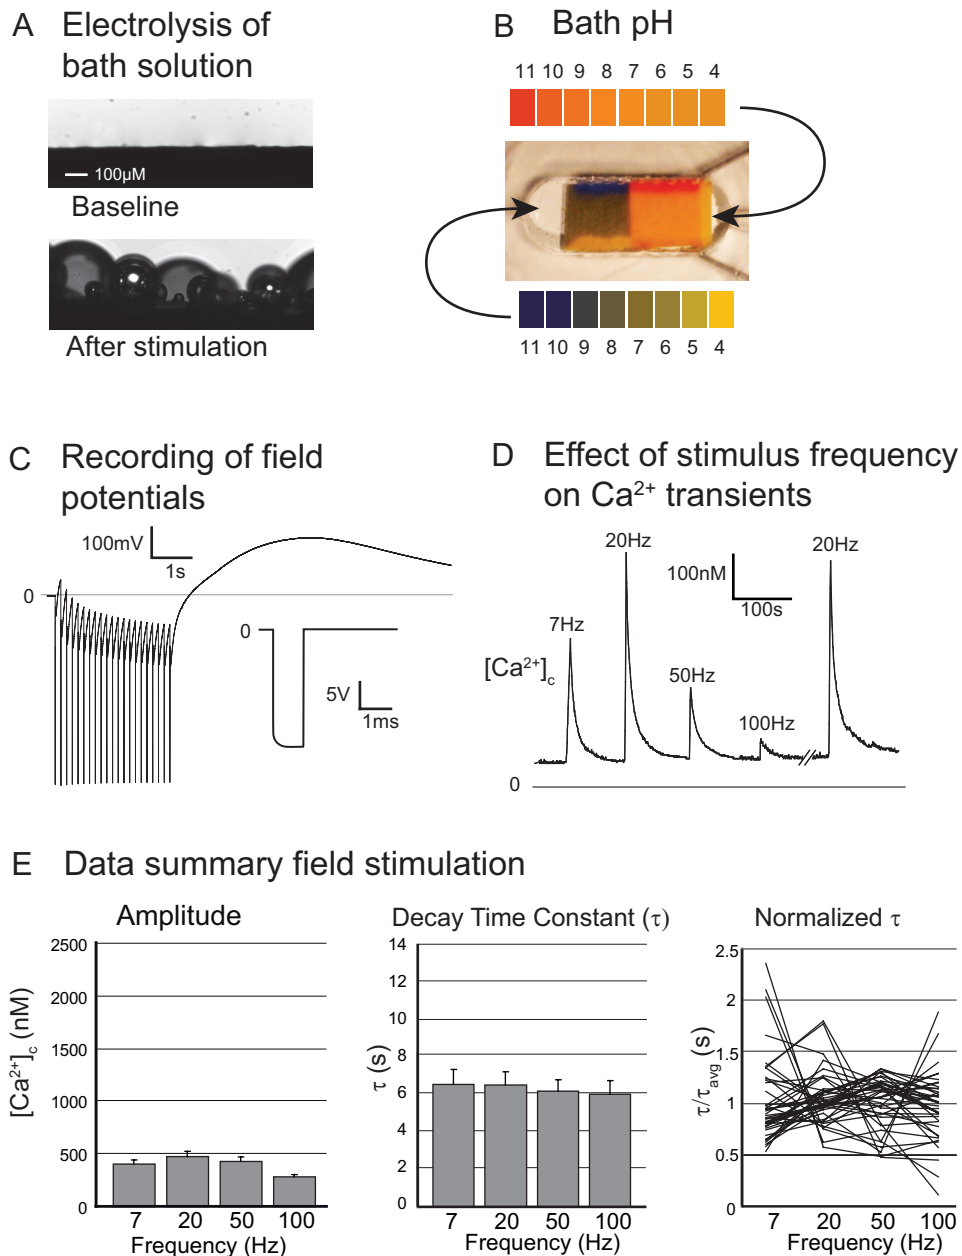 A Electrolysis of
bath solution
100µM
Baseline
After stimulation
B Bath pH
11 10 9 8 7 6 5 4
11 10 9 8 7 6 5 4
C Recording of field
potentials
100mV
1s
0
0
5V
1ms
D Effect of stimulus frequency
on Ca²⁺ transients
20Hz
20Hz
100nM
100s
7Hz
[Ca²⁺]c
50Hz
100Hz
0
E Data summary field stimulation
Amplitude
2500
2000
1500
1000
500
0
[Ca²⁺]c (nM)
7 20 50 100
Frequency (Hz)
Decay Time Constant (τ)
14
12
10
8
6
4
2
0
τ (s)
7 20 50 100
Frequency (Hz)
Normalized τ
2.5
2
1.5
1
0.5
0
τ/τavg (s)
7 20 50 100
Frequency (Hz)